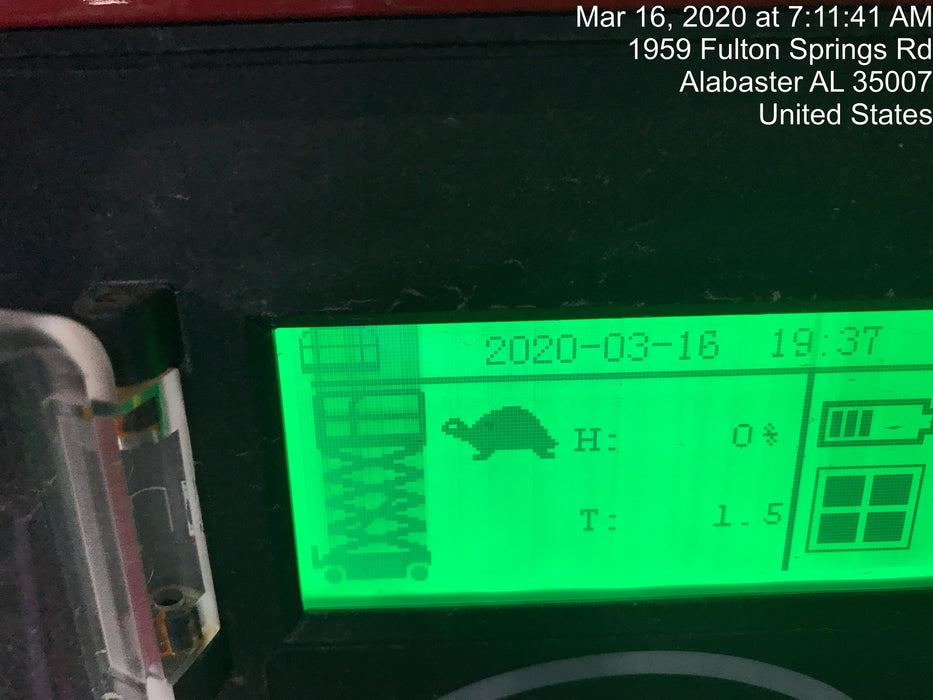 Mar 16, 2020 at 7:11:41 AM
1959 Fulton Springs Rd
Alabaster AL 35007
United States
2020-03-16 19:37
H: 0%
T: 1.5